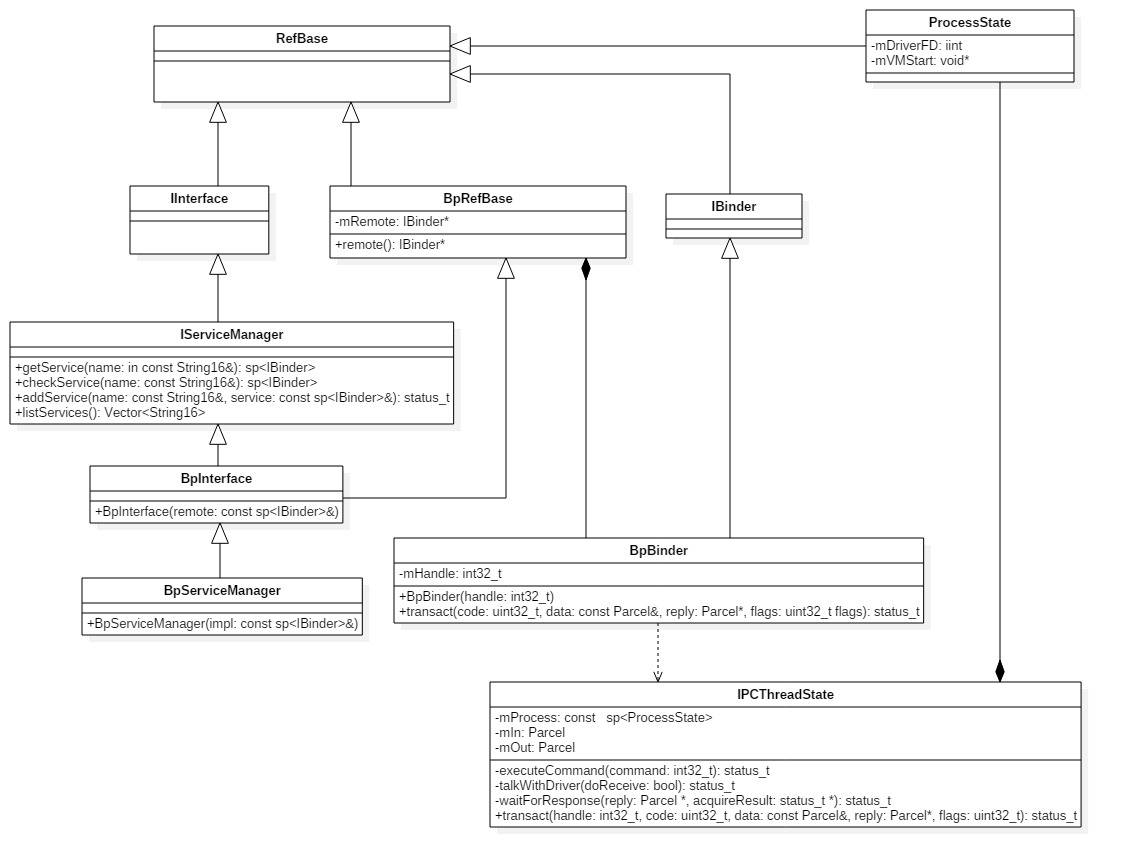 RefBase
ProcessState
-mDriverFD: iint
-mVMStart: void*
IInterface
BpRefBase
-mRemote: IBinder*
+remote(): IBinder*
IBinder
IServiceManager
+getService(name: in const String16&): sp<IBinder>
+checkService(name: const String16&): sp<IBinder>
+addService(name: const String16&, service: const sp<IBinder>&): status_t
+listServices(): Vector<String16>
BpInterface
+BpInterface(remote: const sp<IBinder>&)
BpServiceManager
+BpServiceManager(impl: const sp<IBinder>&)
BpBinder
-mHandle: int32_t
+BpBinder(handle: int32_t)
+transact(code: uint32_t, data: const Parcel&, reply: Parcel*, flags: uint32_t flags): status_t
IPCThreadState
-mProcess: const   sp<ProcessState>
-mIn: Parcel
-mOut: Parcel
-executeCommand(command: int32_t): status_t
-talkWithDriver(doReceive: bool): status_t
-waitForResponse(reply: Parcel *, acquireResult: status_t *): status_t
+transact(handle: int32_t, code: uint32_t, data: const Parcel&, reply: Parcel*, flags: uint32_t): status_t